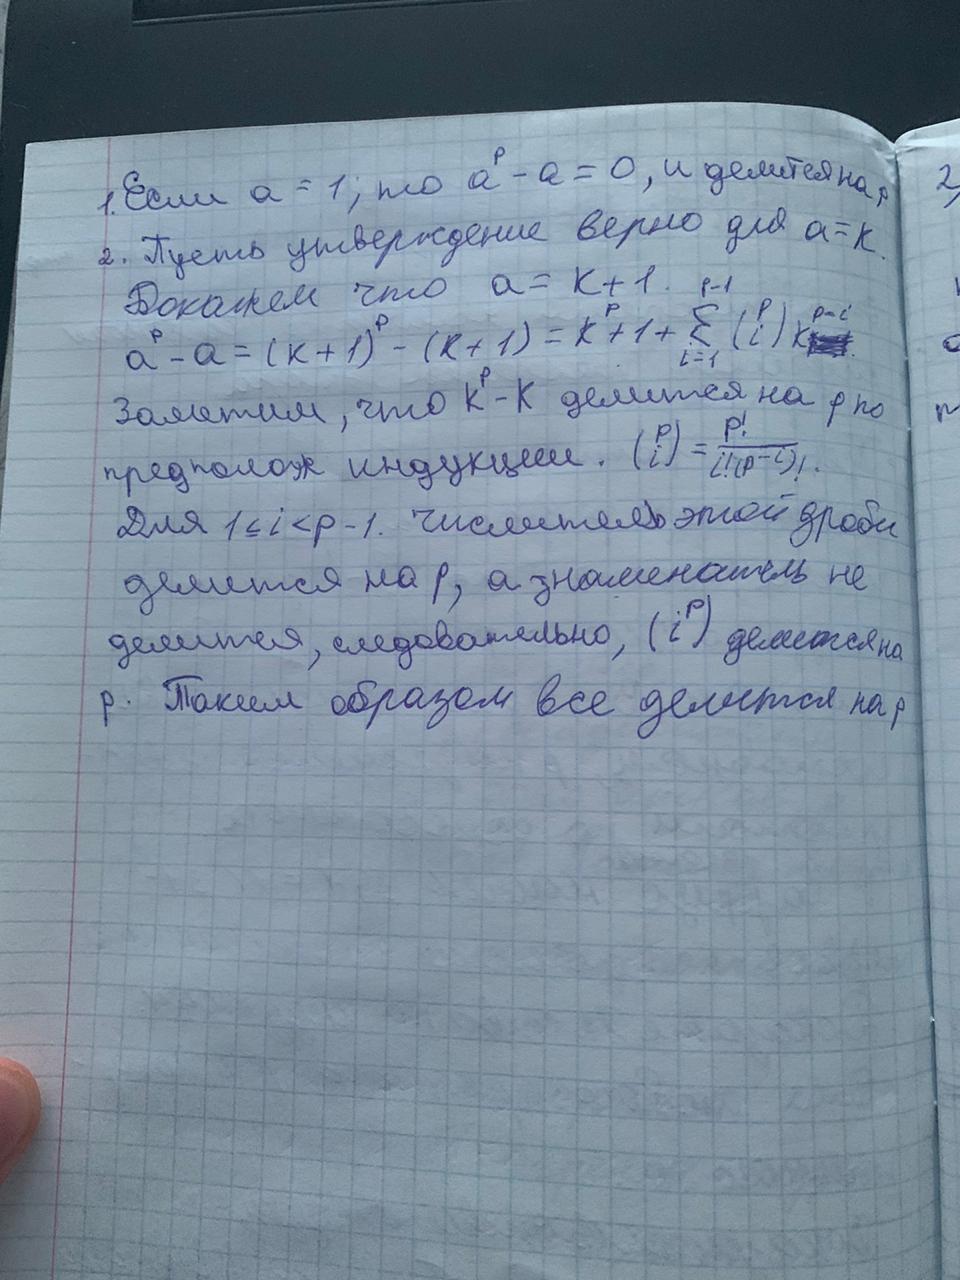 1. Если a = 1, то a^p - a = 0, и делится на p
2. Пусть утверждение верно для a = k.
Докажем что a = k + 1.
a^p - a = (k + 1)^p - (k + 1) = k^p + 1 + \sum_{i=1}^{p-1} \binom{p}{i} k^{p-i}
Заметим, что k^p - k делится на p по
предполож индукции. \binom{p}{i} = \frac{p!}{i!(p-i)!}.
Для 1 ≤ i < p - 1. Числитель этой дроби
делится на p, а знаменатель не
делится, следовательно, \binom{p}{i} делится на
p. Таким образом все делится на p
2,